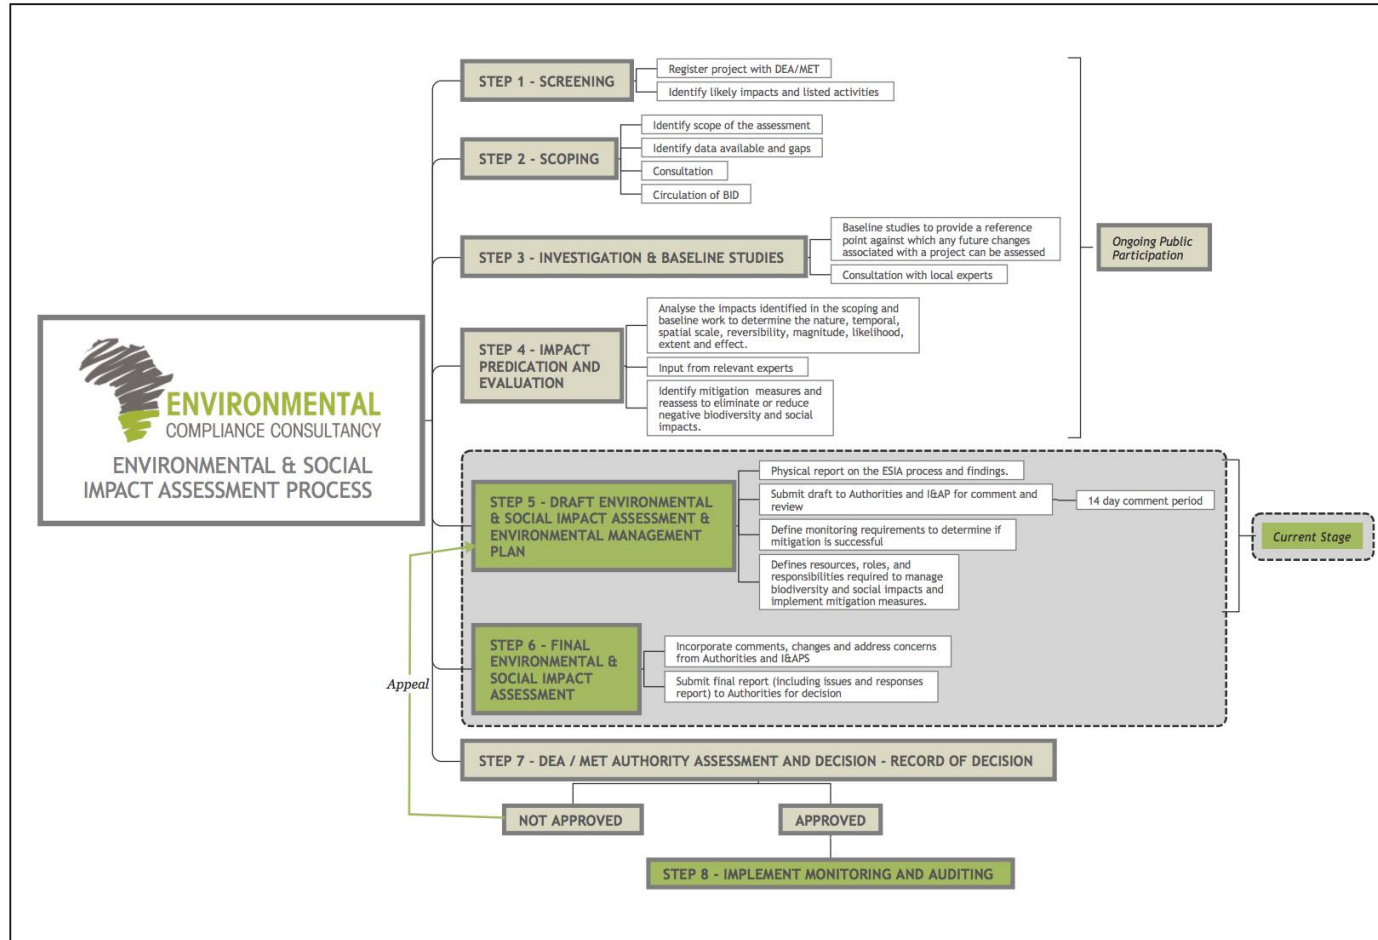 STEP 1 - SCREENING
Register project with DEA/MET
Identify likely impacts and listed activities
STEP 2 - SCOPING
Identify scope of the assessment
Identify data available and gaps
Consultation
Circulation of BID
STEP 3 - INVESTIGATION & BASELINE STUDIES
Baseline studies to provide a reference
point against which any future changes
associated with a project can be assessed
Consultation with local experts
Ongoing Public
Participation
STEP 4 - IMPACT
PREDICATION AND
EVALUATION
Analyse the impacts identified in the scoping and
baseline work to determine the nature, temporal,
spatial scale, reversibility, magnitude, likelihood,
extent and effect.
Input from relevant experts
Identify mitigation measures and
reassess to eliminate or reduce
negative biodiversity and social
impacts.
ENVIRONMENTAL
COMPLIANCE CONSULTANCY
ENVIRONMENTAL & SOCIAL
IMPACT ASSESSMENT PROCESS
STEP 5 - DRAFT ENVIRONMENTAL
& SOCIAL IMPACT ASSESSMENT &
ENVIRONMENTAL MANAGEMENT
PLAN
Physical report on the ESIA process and findings.
Submit draft to Authorities and I&AP for comment and
review
14 day comment period
Define monitoring requirements to determine if
mitigation is successful
Defines resources, roles, and
responsibilities required to manage
biodiversity and social impacts and
implement mitigation measures.
Current Stage
STEP 6 - FINAL
ENVIRONMENTAL &
SOCIAL IMPACT
ASSESSMENT
Incorporate comments, changes and address concerns
from Authorities and I&APS
Submit final report (including issues and responses
report) to Authorities for decision
Appeal
STEP 7 - DEA / MET AUTHORITY ASSESSMENT AND DECISION - RECORD OF DECISION
NOT APPROVED
APPROVED
STEP 8 - IMPLEMENT MONITORING AND AUDITING